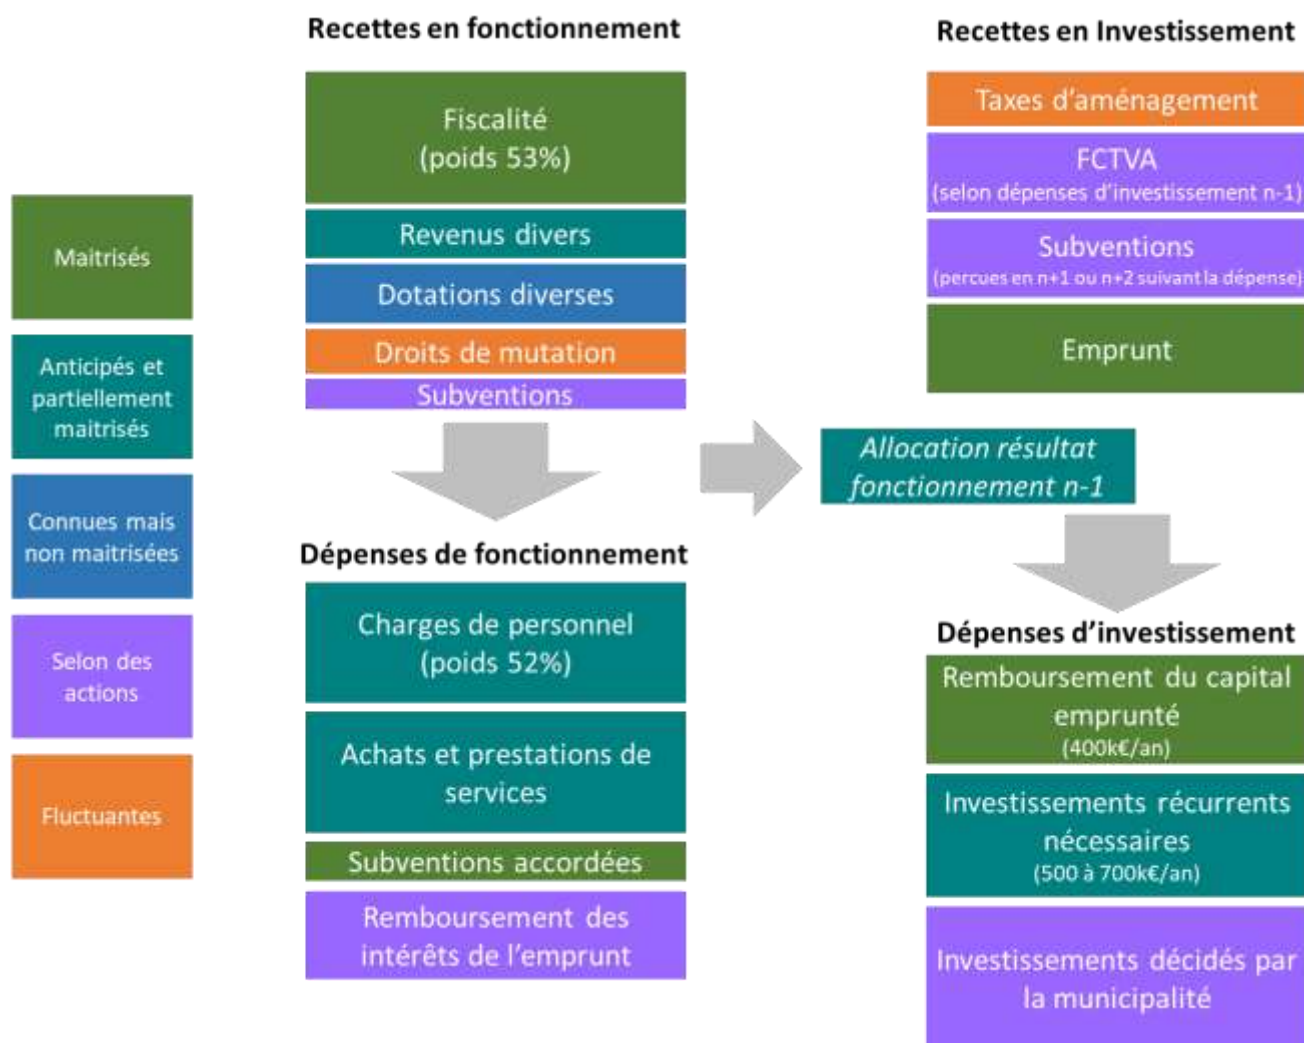 Recettes en fonctionnement
Fiscalité
(poids 53%)
Revenus divers
Dotations diverses
Droits de mutation
Subventions
Recettes en Investissement
Taxes d'aménagement
FCTVA
(selon dépenses d'investissement n-1)
Subventions
(percues en n+1 ou n+2 suivant la dépense)
Emprunt
Maitrisés
Anticipés et
partiellement
maitrisés
Connues mais
non maitrisées
Selon des
actions
Fluctuantes
Allocation résultat
fonctionnement n-1
Dépenses de fonctionnement
Charges de personnel
(poids 52%)
Achats et prestations de
services
Subventions accordées
Remboursement des
intérêts de l'emprunt
Dépenses d'investissement
Remboursement du capital
emprunté
(400k€/an)
Investissements récurrents
nécessaires
(500 à 700k€/an)
Investissements décidés par
la municipalité